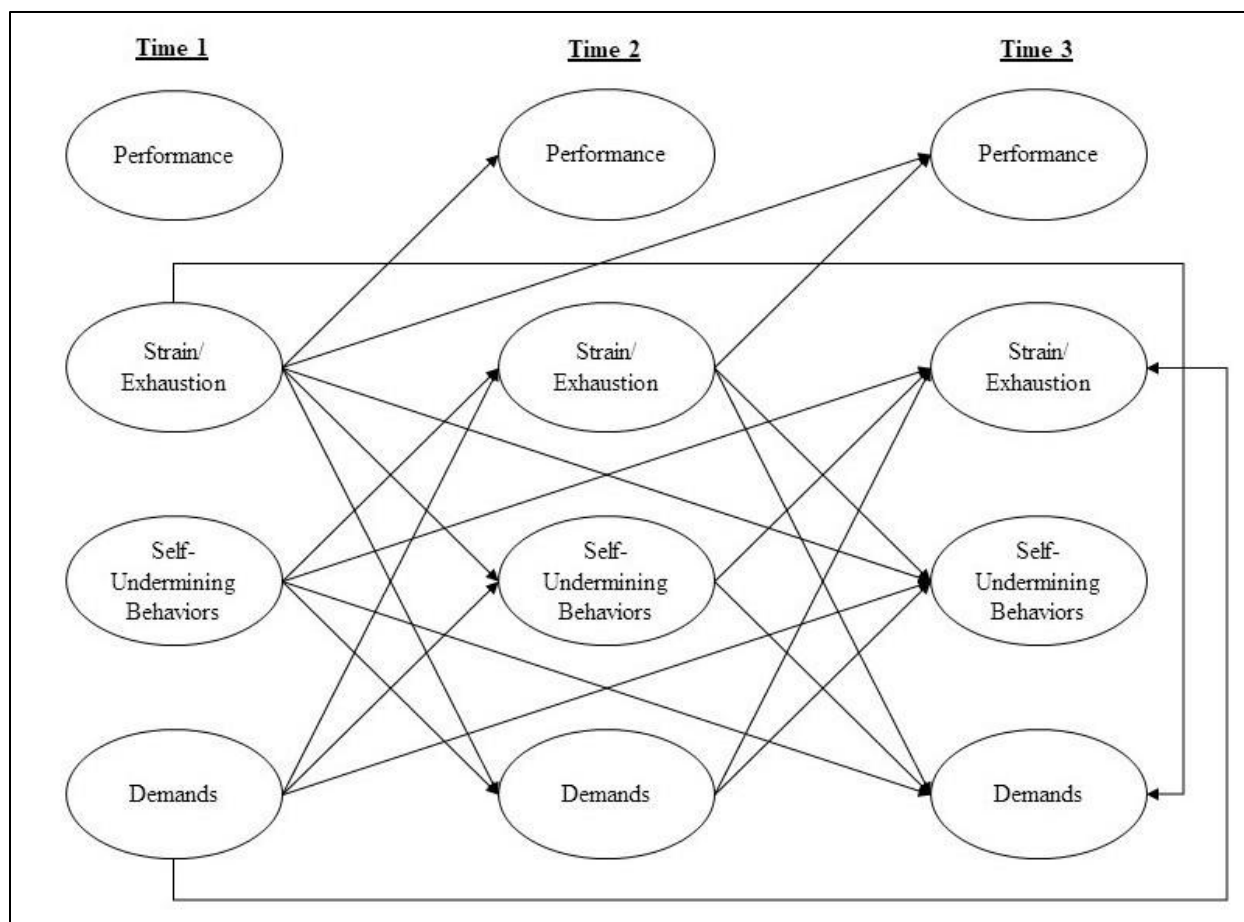 Time 1
Time 2
Time 3
Performance
Performance
Performance
Strain/
Exhaustion
Strain/
Exhaustion
Strain/
Exhaustion
Self-
Undermining
Behaviors
Self-
Undermining
Behaviors
Self-
Undermining
Behaviors
Demands
Demands
Demands